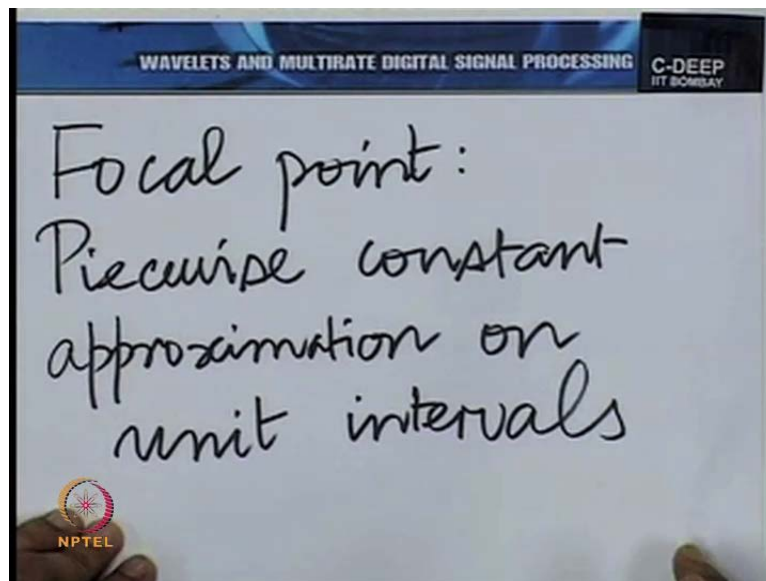 WAVELETS AND MULTIRATE DIGITAL SIGNAL PROCESSING
C-DEEP
IIT BOMBAY
Focal point:
Piecewise constant
approximation on
unit intervals
NPTEL